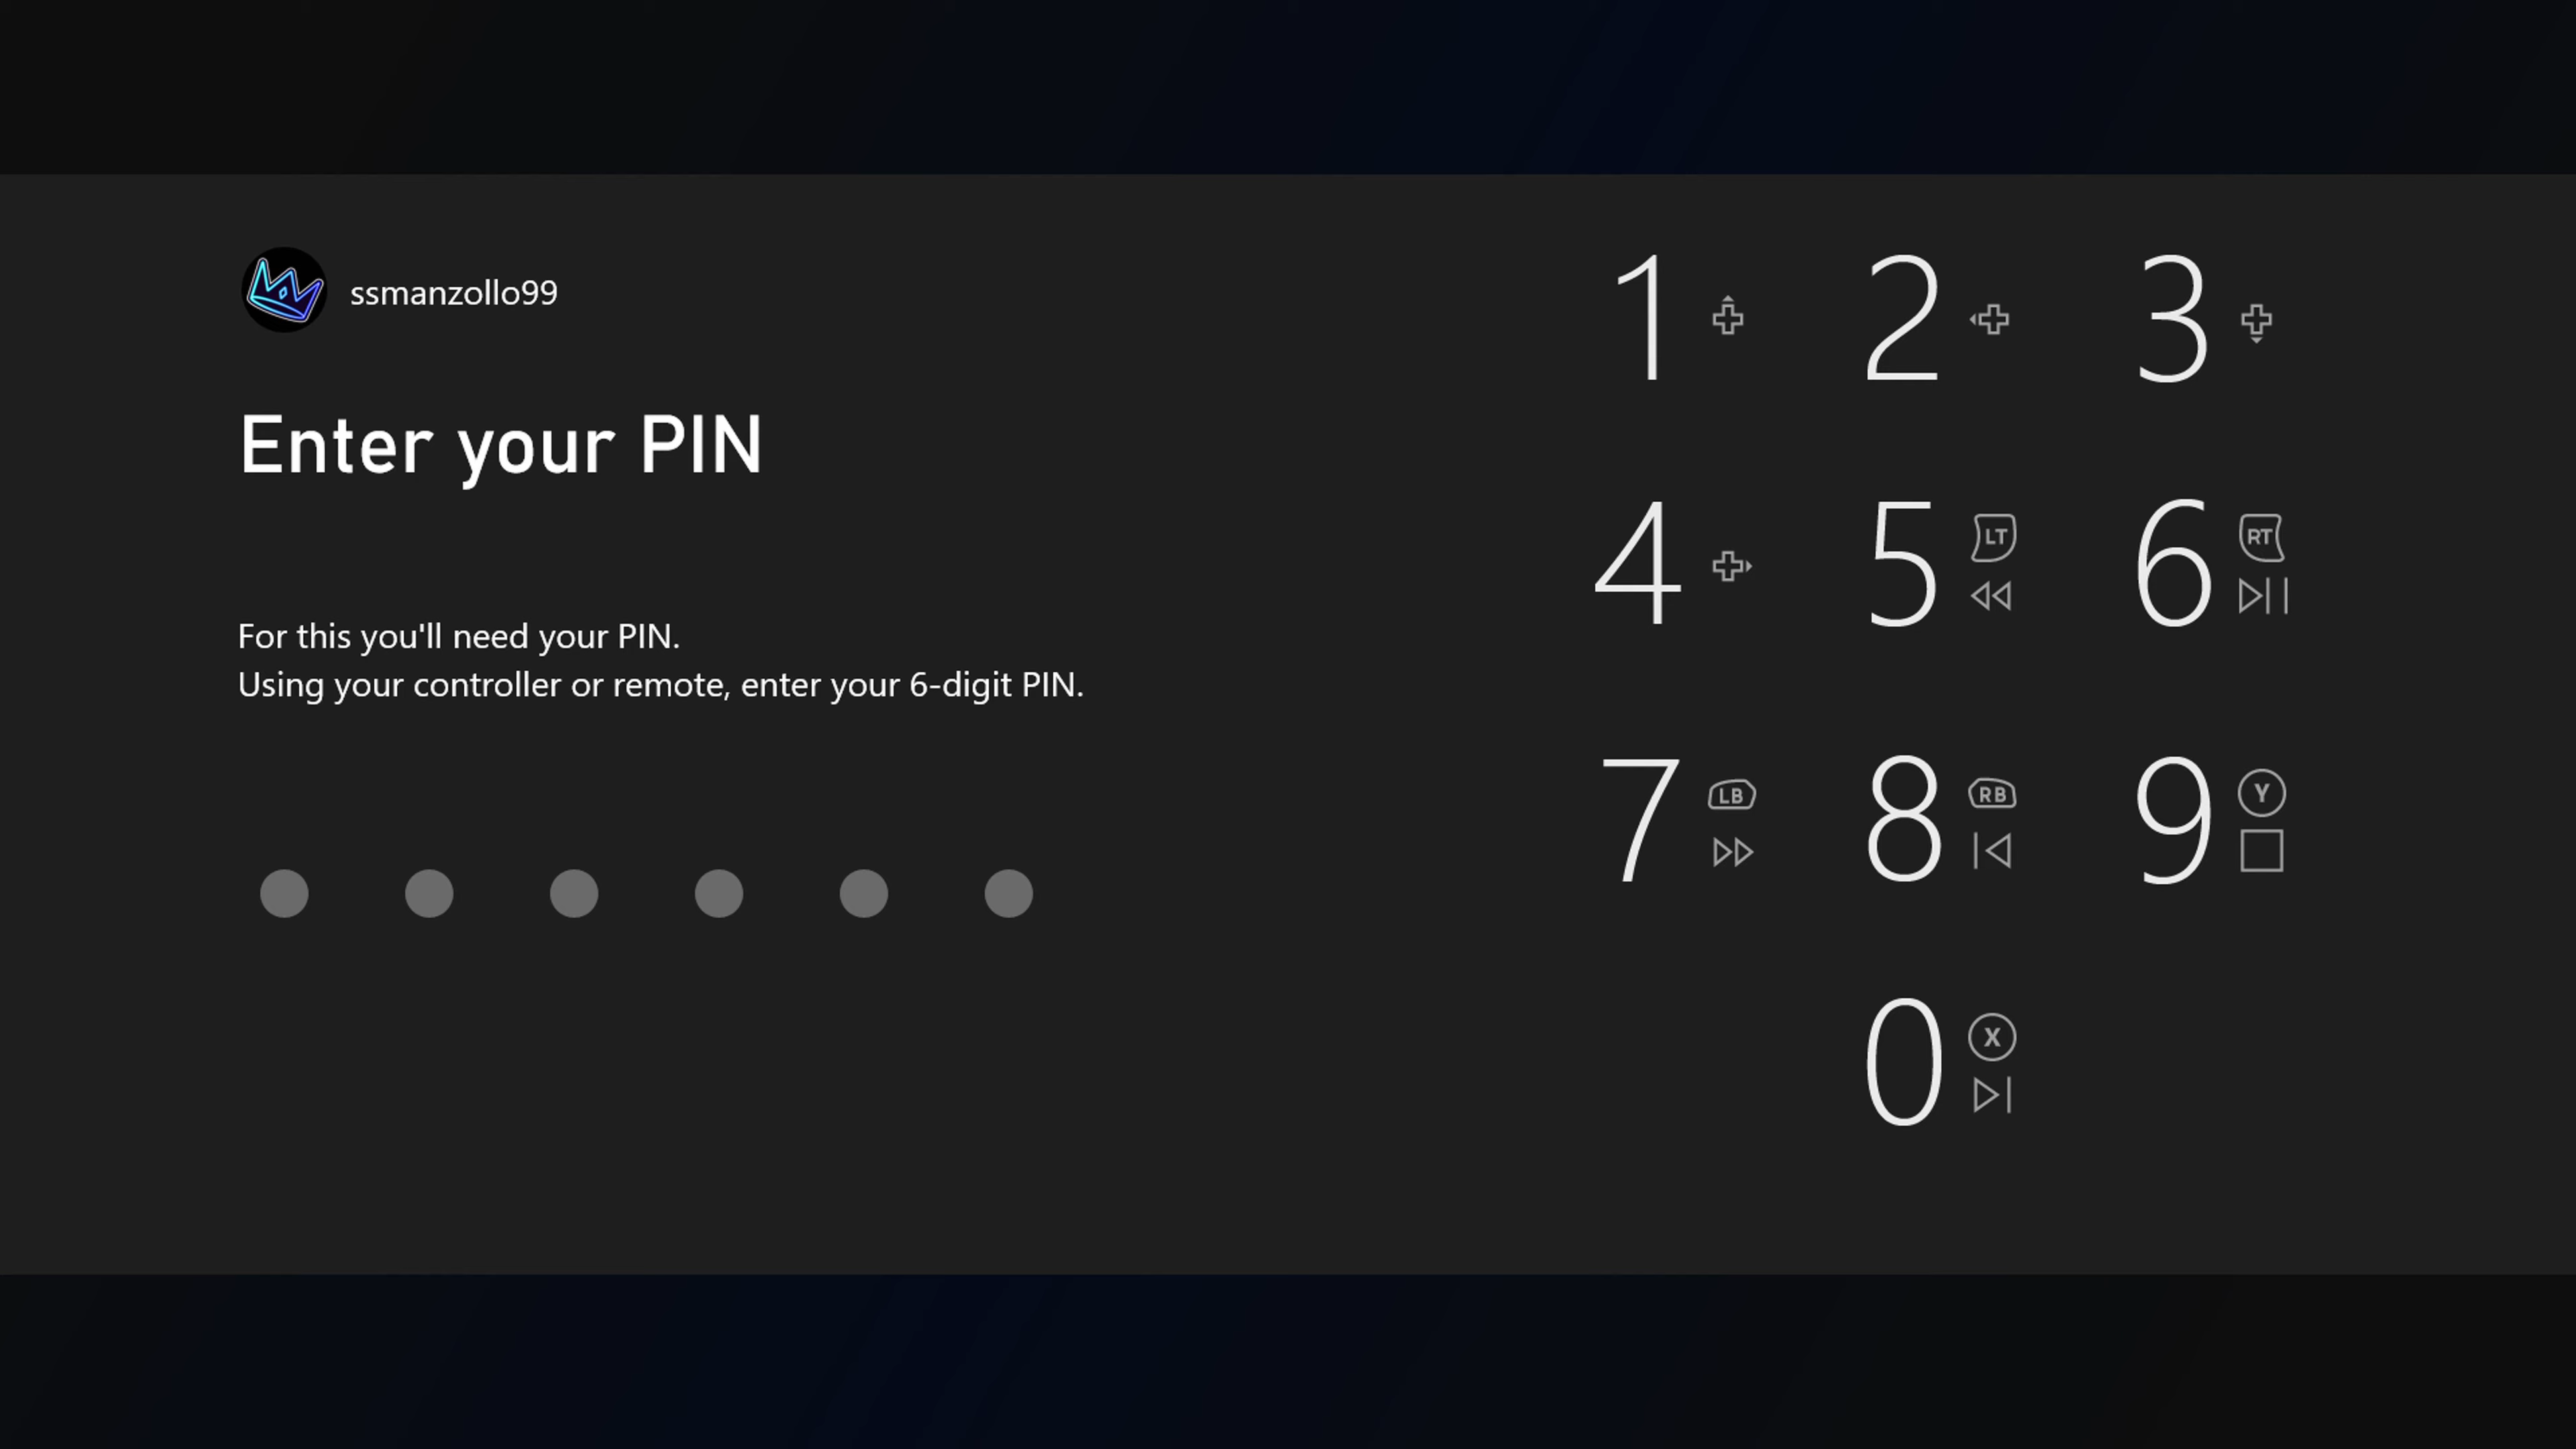 ssmanzollo99
Enter your PIN
For this you'll need your PIN.
Using your controller or remote, enter your 6-digit PIN.
1 2 3
4 5 LT 6 RT
7 LB 8 RB 9 Y
0 X